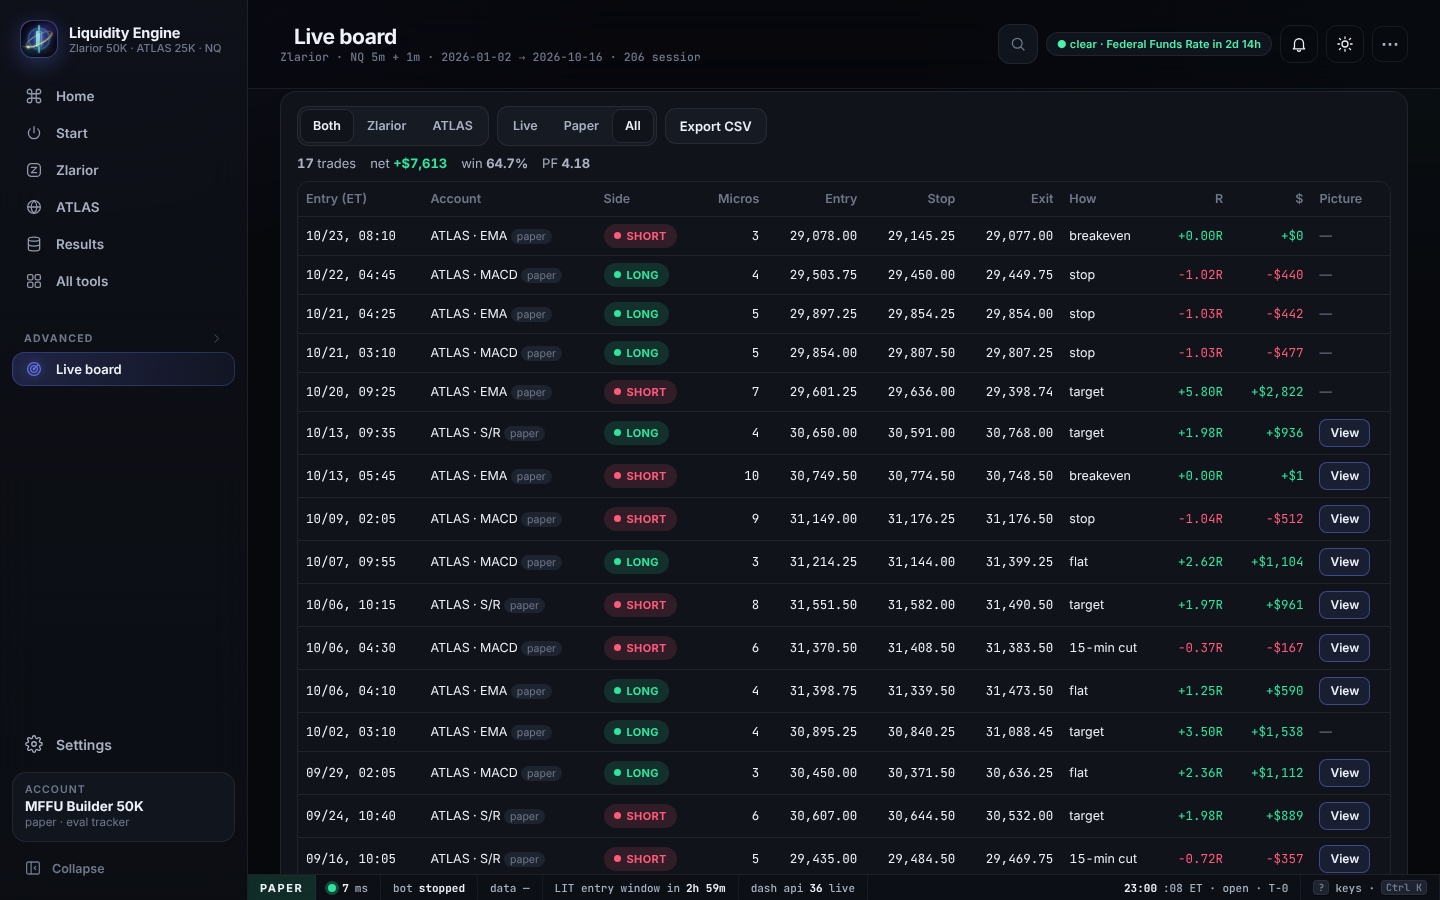 Liquidity Engine
Zlarior 50K · ATLAS 25K · NQ
Home
Start
Zlarior
ATLAS
Results
All tools
ADVANCED
Live board
Settings
ACCOUNT
MFFU Builder 50K
paper · eval tracker
Collapse
Live board
Zlarior · NQ 5m + 1m · 2026-01-02 → 2026-10-16 · 206 session
clear · Federal Funds Rate in 2d 14h
Both Zlarior ATLAS Live Paper All Export CSV
17 trades net +$7,613 win 64.7% PF 4.18
Entry (ET) Account Side Micros Entry Stop Exit How R $ Picture
10/23, 08:10 ATLAS · EMA paper SHORT 3 29,078.00 29,145.25 29,077.00 breakeven +0.00R +$0 —
10/22, 04:45 ATLAS · MACD paper LONG 4 29,503.75 29,450.00 29,449.75 stop -1.02R -$440 —
10/21, 04:25 ATLAS · EMA paper LONG 5 29,897.25 29,854.25 29,854.00 stop -1.03R -$442 —
10/21, 03:10 ATLAS · MACD paper LONG 5 29,854.00 29,807.50 29,807.25 stop -1.03R -$477 —
10/20, 09:25 ATLAS · EMA paper SHORT 7 29,601.25 29,636.00 29,398.74 target +5.80R +$2,822 —
10/13, 09:35 ATLAS · S/R paper LONG 4 30,650.00 30,591.00 30,768.00 target +1.98R +$936 View
10/13, 05:45 ATLAS · EMA paper SHORT 10 30,749.50 30,774.50 30,748.50 breakeven +0.00R +$1 View
10/09, 02:05 ATLAS · MACD paper SHORT 9 31,149.00 31,176.25 31,176.50 stop -1.04R -$512 View
10/07, 09:55 ATLAS · MACD paper LONG 3 31,214.25 31,144.00 31,399.25 flat +2.62R +$1,104 View
10/06, 10:15 ATLAS · S/R paper SHORT 8 31,551.50 31,582.00 31,490.50 target +1.97R +$961 View
10/06, 04:30 ATLAS · MACD paper SHORT 6 31,370.50 31,408.50 31,383.50 15-min cut -0.37R -$167 View
10/06, 04:10 ATLAS · EMA paper LONG 4 31,398.75 31,339.50 31,473.50 flat +1.25R +$590 View
10/02, 03:10 ATLAS · EMA paper LONG 4 30,895.25 30,840.25 31,088.45 target +3.50R +$1,538 —
09/29, 02:05 ATLAS · MACD paper LONG 3 30,450.00 30,371.50 30,636.25 flat +2.36R +$1,112 View
09/24, 10:40 ATLAS · S/R paper SHORT 6 30,607.00 30,644.50 30,532.00 target +1.98R +$889 View
09/16, 10:05 ATLAS · S/R paper SHORT 5 29,435.00 29,484.50 29,469.75 15-min cut -0.72R -$357 View
PAPER 7 ms bot stopped data — LIT entry window in 2h 59m dash api 36 live 23:00 :08 ET · open · T-0 ? keys · Ctrl K